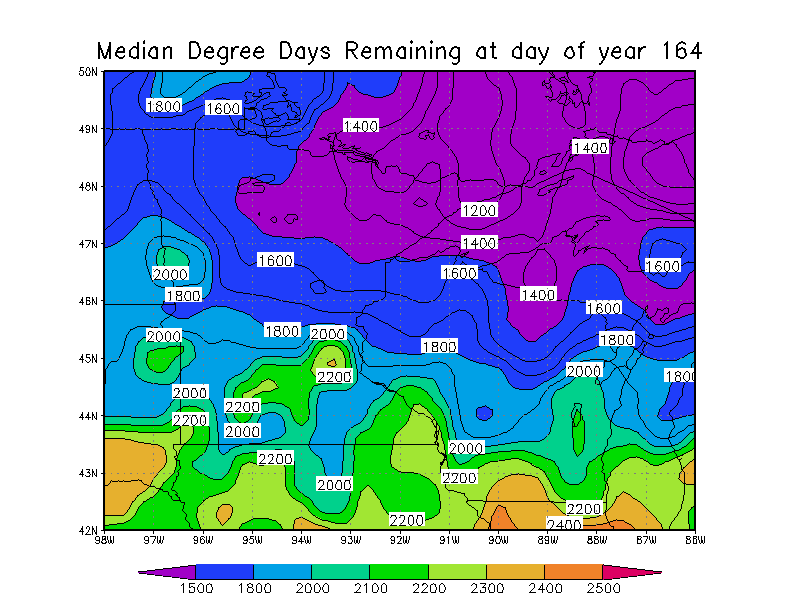 Median Degree Days Remaining at day of year 164
50N
1800 1600
49N 1400
1400
48N
1200
47N 1400
1600 1600 1600
2000
1800 1400
46N 1600
2000 1800 2000 1800 1800
45N
2200 2000 1800
2000
2200
44N 2200
2000
2000
2200
43N 2200
2000 2200
2200 2200
42N 2400
98W 97W 96W 95W 94W 93W 92W 91W 90W 89W 88W 87W 86W
1500 1800 2000 2100 2200 2300 2400 2500